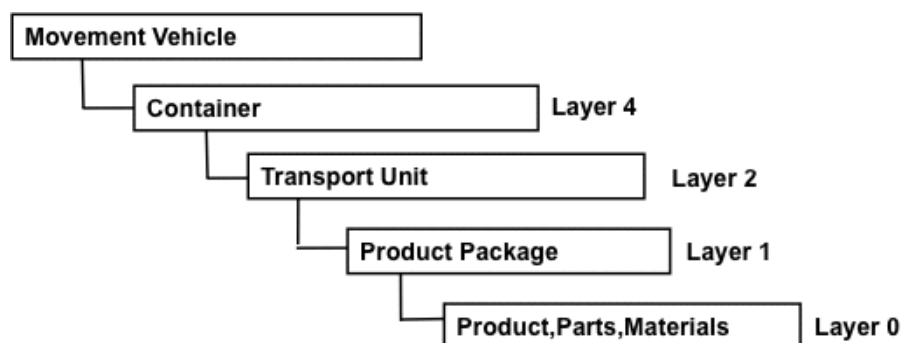 Movement Vehicle
Container Layer 4
Transport Unit Layer 2
Product Package Layer 1
Product,Parts,Materials Layer 0